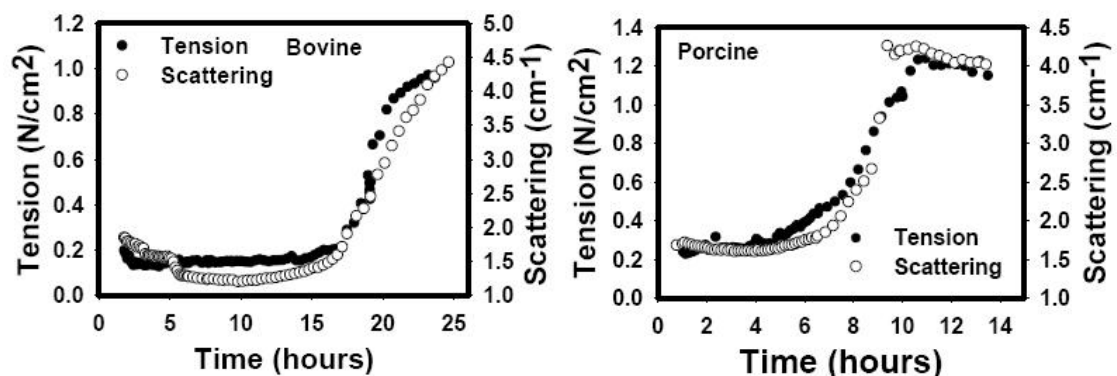 Tension (N/cm2)
1.2
1.0
0.8
0.6
0.4
0.2
0.0
Tension Bovine
Scattering
5.0
4.5
4.0
3.5
3.0
2.5
2.0
1.5
1.0
Scattering (cm-1)
0 5 10 15 20 25
Time (hours)
Tension (N/cm2)
1.4
1.2
1.0
0.8
0.6
0.4
0.2
0.0
Porcine
Tension
Scattering
4.5
4.0
3.5
3.0
2.5
2.0
1.5
1.0
Scattering (cm-1)
0 2 4 6 8 10 12 14
Time (hours)